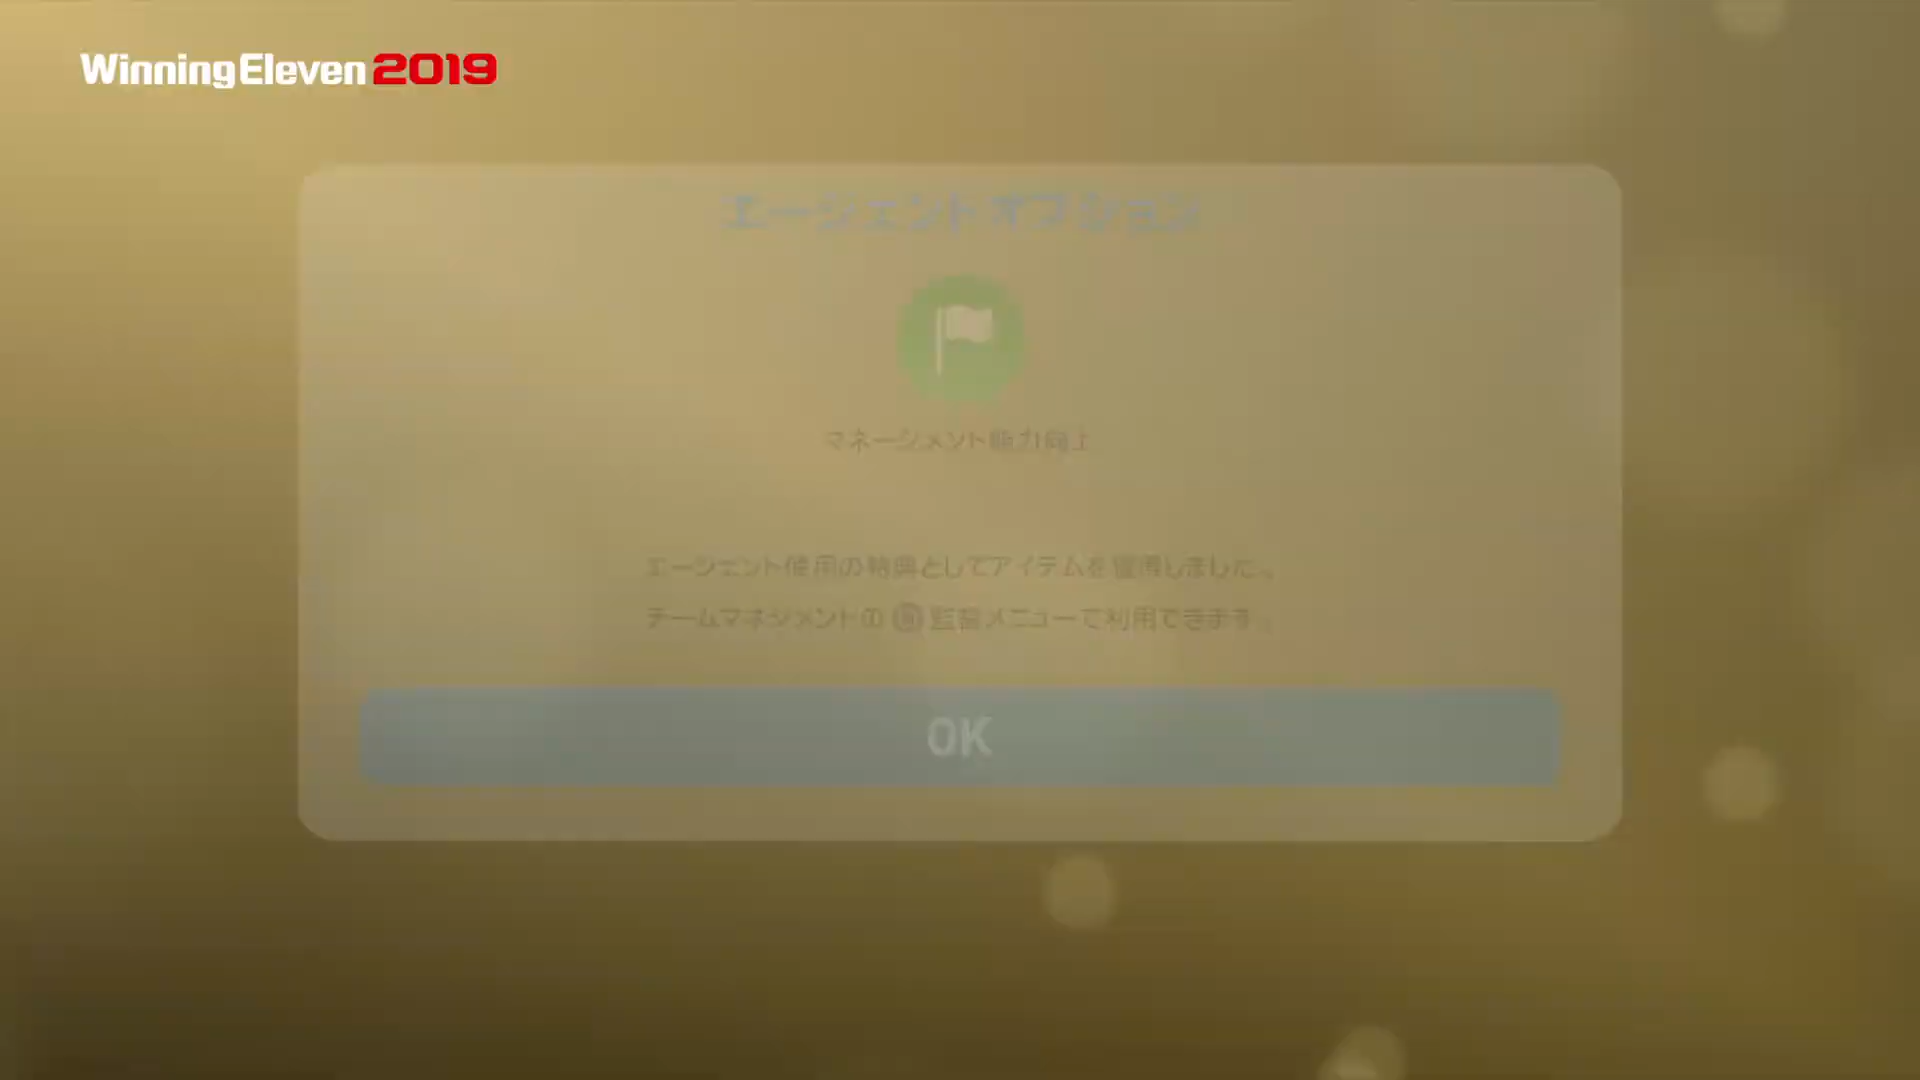 Winning Eleven 2019
エージェントオプション
マネージメント能力向上
エージェント使用の特典としてアイテムを獲得しました。
チームマネジメントの 監督メニューで利用できます。
OK